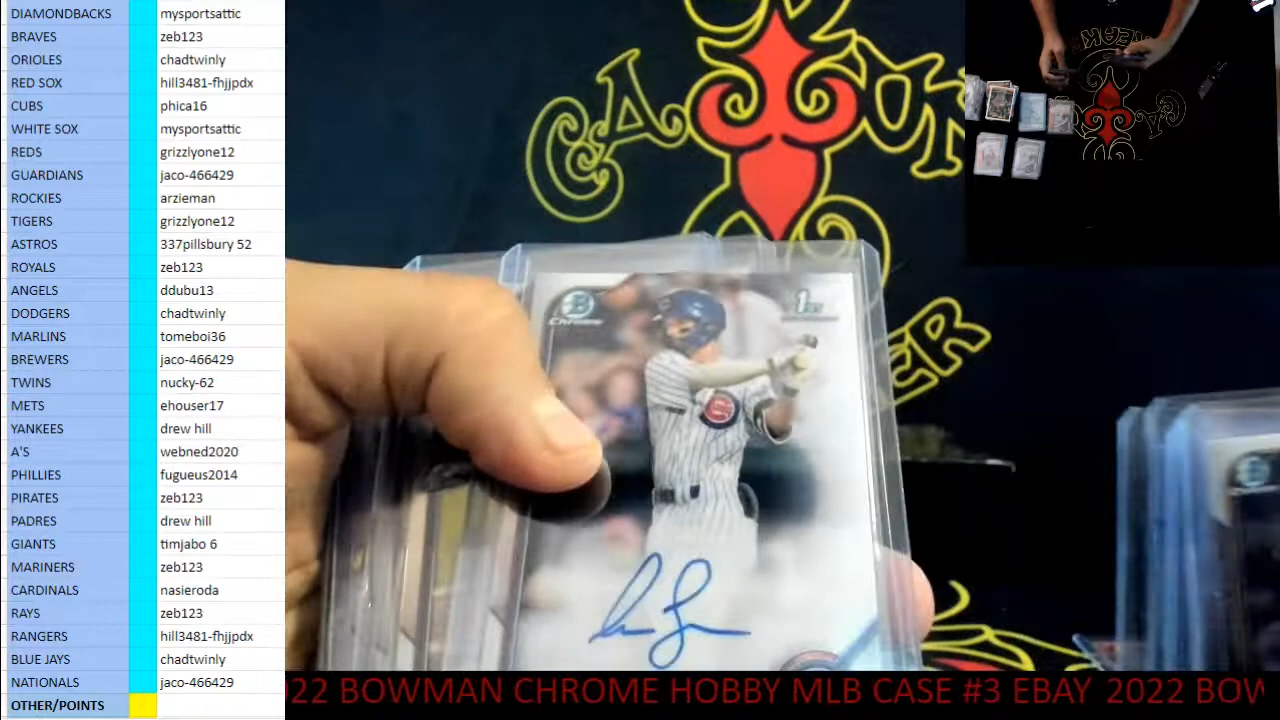 DIAMONDBACKS mysportsattic
BRAVES zeb123
ORIOLES chadtwinly
RED SOX hill3481-fhjjpdx
CUBS phica16
WHITE SOX mysportsattic
REDS grizzlyone12
GUARDIANS jaco-466429
ROCKIES arzieman
TIGERS grizzlyone12
ASTROS 337pillsbury 52
ROYALS zeb123
ANGELS ddubu13
DODGERS chadtwinly
MARLINS tomeboi36
BREWERS jaco-466429
TWINS nucky-62
METS ehouser17
YANKEES drew hill
A'S webned2020
PHILLIES fugueus2014
PIRATES zeb123
PADRES drew hill
GIANTS timjabo 6
MARINERS zeb123
CARDINALS nasieroda
RAYS zeb123
RANGERS hill3481-fhjjpdx
BLUE JAYS chadtwinly
NATIONALS jaco-466429
OTHER/POINTS
CA
B
Chrome
1st
C
22 BOWMAN CHROME HOBBY MLB CASE #3 EBAY 2022 BOW